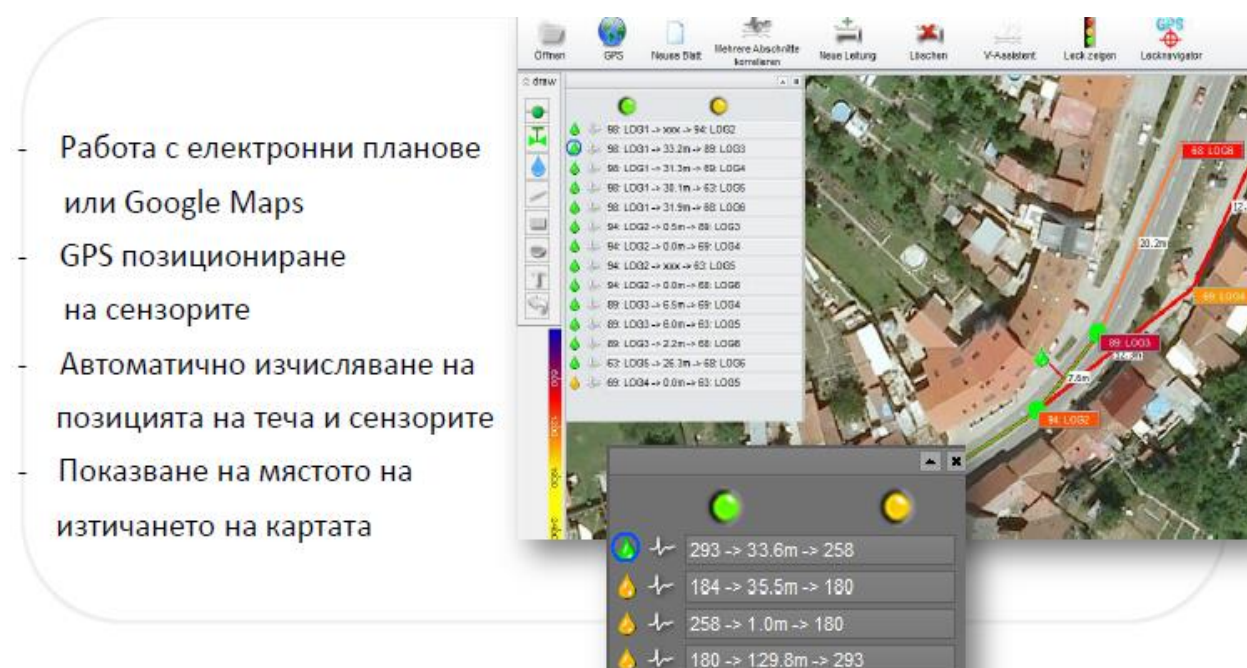 - Работа с електронни планове
или Google Maps
- GPS позициониране
на сензорите
- Автоматично изчисляване на
позицията на теча и сензорите
- Показване на мястото на
изтичането на картата
Öffnen GPS Neues Blatt Mehrere Abschnitte korrelieren Neue Leitung Löschen V-Assistent Leck zeigen Lecknavigator
draw
98: LOG1 -> xxx -> 94: LOG2
98: LOG1 -> 33.2m -> 89: LOG3
98: LOG1 -> 31.3m -> 69: LOG4
98: LOG1 -> 30.1m -> 63: LOG5
98: LOG1 -> 31.9m -> 68: LOG6
94: LOG2 -> 0.5m -> 89: LOG3
94: LOG2 -> 0.0m -> 69: LOG4
94: LOG2 -> xxx -> 63: LOG5
94: LOG2 -> 0.0m -> 68: LOG6
89: LOG3 -> 6.5m -> 69: LOG4
89: LOG3 -> 6.0m -> 63: LOG5
89: LOG3 -> 2.2m -> 68: LOG6
63: LOG5 -> 26.3m -> 68: LOG6
69: LOG4 -> 0.0m -> 63: LOG5
68: LOG6
20.2m
69: LOG4
89: LOG3
7.6m
94: LOG2
293 -> 33.6m -> 258
184 -> 35.5m -> 180
258 -> 1.0m -> 180
180 -> 129.8m -> 293